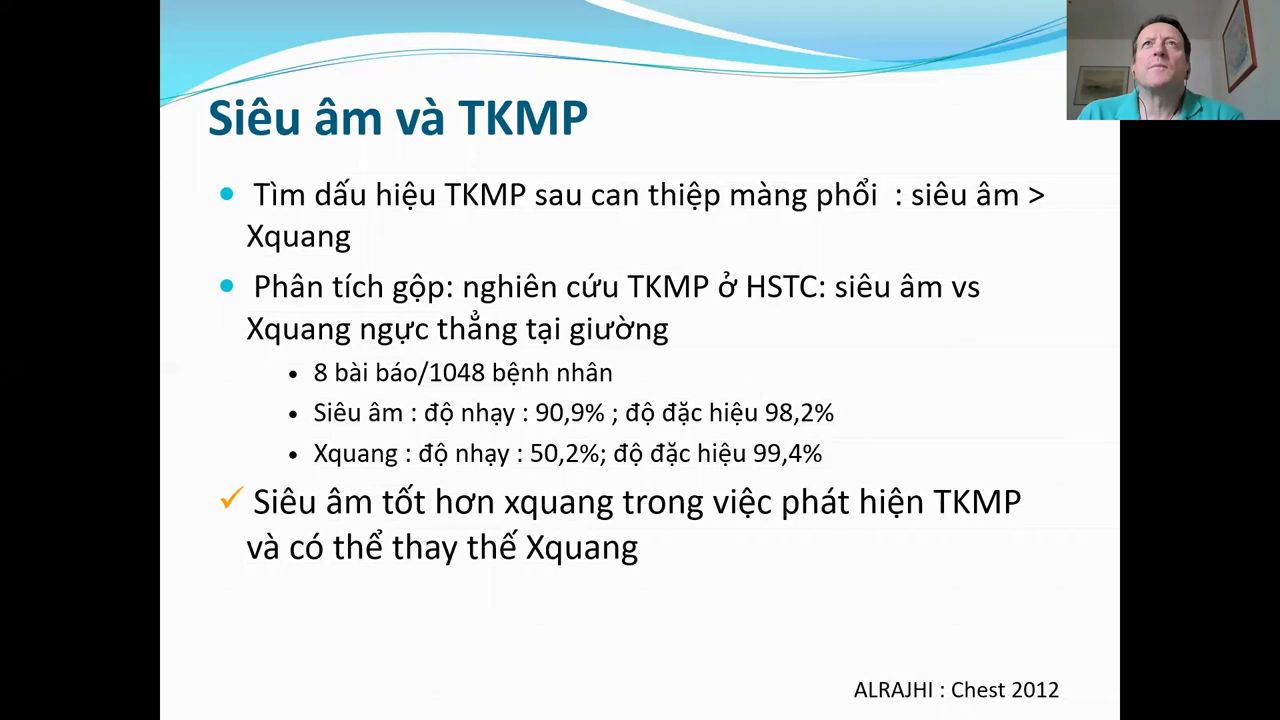 Siêu âm và TKMP
Tìm dấu hiệu TKMP sau can thiệp màng phổi : siêu âm >
Xquang
Phân tích gộp: nghiên cứu TKMP ở HSTC: siêu âm vs
Xquang ngực thẳng tại giường
8 bài báo/1048 bệnh nhân
Siêu âm : độ nhạy : 90,9% ; độ đặc hiệu 98,2%
Xquang : độ nhạy : 50,2%; độ đặc hiệu 99,4%
Siêu âm tốt hơn xquang trong việc phát hiện TKMP
và có thể thay thế Xquang
ALRAJHI : Chest 2012